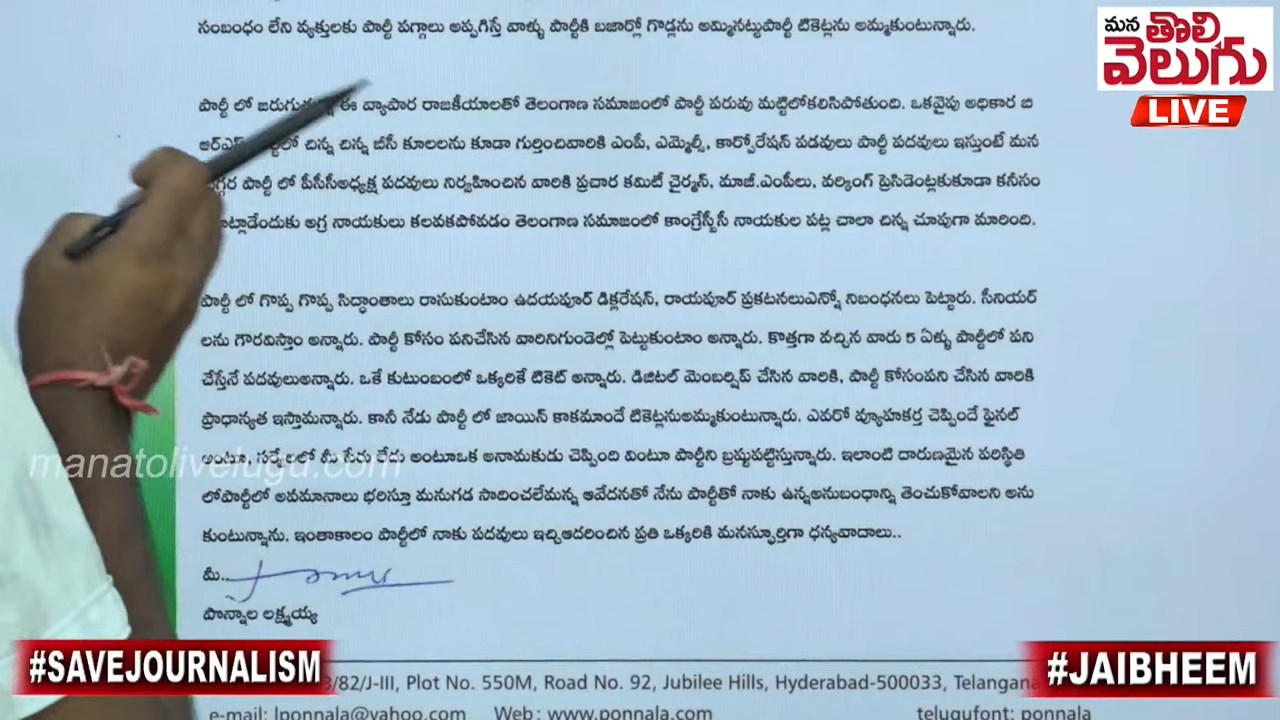 సంబంధం లేని వ్యక్తులకు పార్టీ పగ్గాలు అప్పగిస్తే వాళ్ళు పార్టీకి బజార్లో గొడ్లను అమ్మినట్టుపార్టీ టికెట్లను అమ్మకుంటున్నారు.
మన తొలి
వెలుగు
LIVE
పార్టీ లో ఈ వ్యాపార రాజకీయాలతో తెలంగాణ సమాజంలో పార్టీ పరువు మట్టిలోకలిసిపోతుంది. ఒకవైపు అధికార బి
చిన్న చిన్న బీసీ కూలలను కూడా గుర్తించివారికి ఎంపీ, ఎమ్మెల్సీ, కార్పోరేషన్ పడవులు పార్టీ పదవులు ఇస్తుంటే మన
పార్టీ లో పీసీసీఅధ్యక్ష పదవులు నిర్వహించిన వారికి ప్రచార కమిటీ చైర్మన్, మాజీ.ఎంపీలు, వర్కింగ్ ప్రెసిడెంట్లకుకూడా కనీసం
అగ్ర నాయకులు కలవకపోవడం తెలంగాణ సమాజంలో కాంగ్రేస్బీసీ నాయకుల పట్ల చాలా చిన్న చూపుగా మారింది.
పార్టీ లో గొప్ప గొప్ప సిద్ధాంతాలు రాసుకుంటాం ఉదయపూర్ డిక్లరేషన్, రాయపూర్ ప్రకటనలుఎన్నో నిబంధనలు పెట్టారు. సీనియర్
లను గౌరవిస్తాం అన్నారు. పార్టీ కోసం పనిచేసిన వారినిగుండెల్లో పెట్టుకుంటాం అన్నారు. కొత్తగా వచ్చిన వారు 5 ఏళ్ళు పార్టీలో పని
చేస్తేనే పదవులుఅన్నారు. ఒకే కుటుంబంలో ఒక్కరికే టికెట్ అన్నారు. డిజిటల్ మెంబర్షిప్ చేసిన వారికి, పార్టీ కోసంపని చేసిన వారికి
ప్రాధాన్యత ఇస్తామన్నారు. కానీ నేడు పార్టీ లో జాయిన్ కాకమాందే టికెట్లనుఅమ్మకుంటున్నారు. ఎవరో వ్యూహకర్త చెప్పిందే ఫైనల్
అంటూ, సర్వేలలో మీ పేరు లేదు అంటూఒక అనామకుడు చెప్పింది వింటూ పార్టీని బ్రష్టుపట్టిస్తున్నారు. ఇలాంటి దారుణమైన పరిస్థితి
లోపార్టీలో అవమానాలు భరిస్తూ మనుగడ సాదించలేమన్న ఆవేదనతో నేను పార్టీతో నాకు ఉన్నఅనుబంధాన్ని తెంచుకోవాలని అను
కుంటున్నాను. ఇంతాకాలం పార్టీలో నాకు పదవులు ఇచ్చిఆదరించిన ప్రతి ఒక్కరికి మనస్ఫూర్తిగా ధన్యవాదాలు..
మీ..
పొన్నాల లక్ష్మయ్య
manatolivelugu.com
#SAVEJOURNALISM
#JAIBHEEM
/82/J-III, Plot No. 550M, Road No. 92, Jubilee Hills, Hyderabad-500033, Telangana
e-mail: lponnala@yahoo.com Web: www.ponnala.com telugufont: ponnala